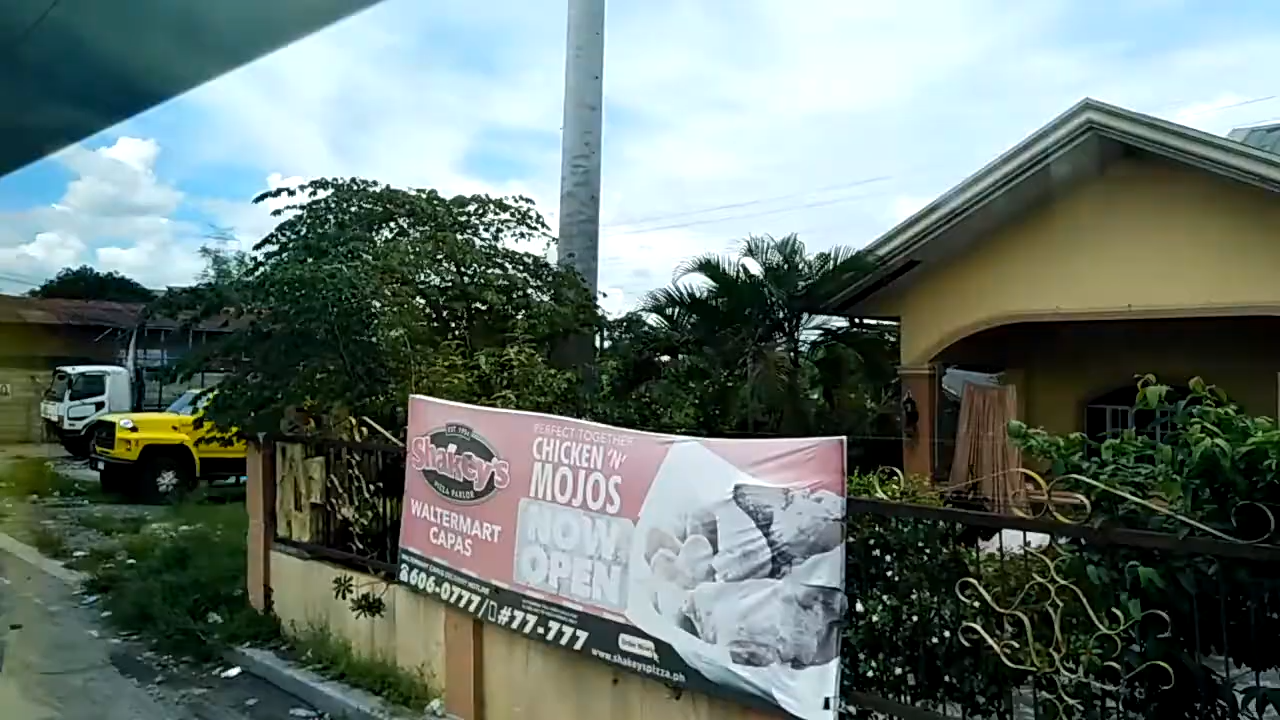 EST. 1954
Shakey's
PIZZA PARLOR
WALTERMART
CAPAS
PERFECT TOGETHER
CHICKEN 'N'
MOJOS
NOW
OPEN
606-0777/ #77-777
www.shakeyspizza.ph